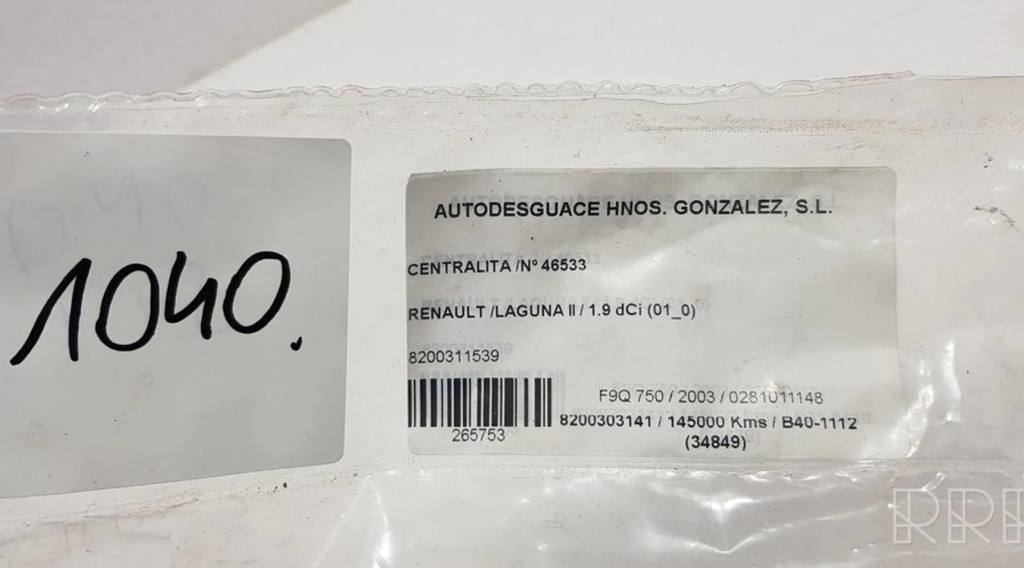 1040.
AUTODESGUACE HNOS. GONZALEZ, S.L.
CENTRALITA /Nº 46533
RENAULT /LAGUNA II / 1.9 dCi (01_0)
8200311539
265753
F9Q 750 / 2003 / 0281011148
8200303141 / 145000 Kms / B40-1112
(34849)
RRR